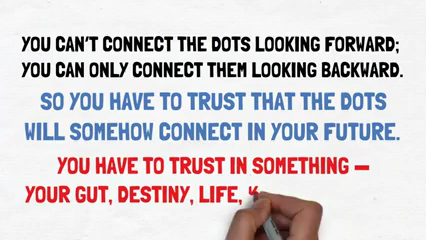 YOU CAN'T CONNECT THE DOTS LOOKING FORWARD;
YOU CAN ONLY CONNECT THEM LOOKING BACKWARD.
SO YOU HAVE TO TRUST THAT THE DOTS
WILL SOMEHOW CONNECT IN YOUR FUTURE.
YOU HAVE TO TRUST IN SOMETHING —
YOUR GUT, DESTINY, LIFE,